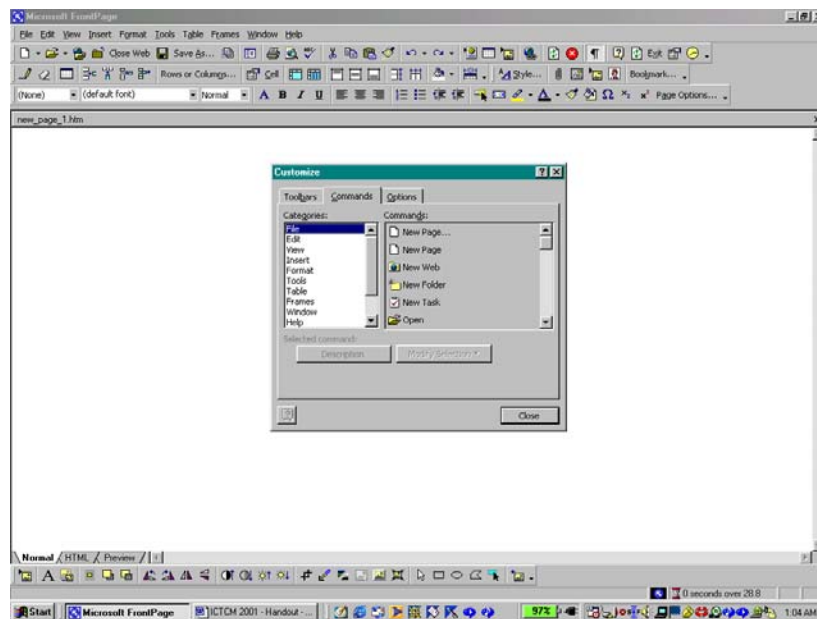 Microsoft FrontPage
File Edit View Insert Format Tools Table Frames Window Help
Close Web Save As... Exit
Rows or Columns... Cell Style... Bookmark...
(None) (default font) Normal A B I U Page Options...
new_page_1.htm
Customize
Toolbars Commands Options
Categories: Commands:
File
Edit
View
Insert
Format
Tools
Table
Frames
Window
Help
New Page...
New Page
New Web
New Folder
New Task
Open
Selected command:
Description Modify Selection
Close
Normal HTML Preview
0 seconds over 28.8
Start Microsoft FrontPage ICTCM 2001 - Handout -... 97% 1:04 AM